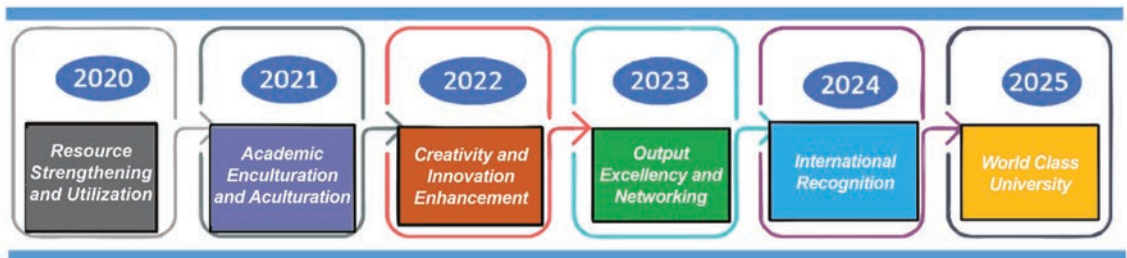 2020
Resource
Strengthening
and Utilization
2021
Academic
Enculturation
and Aculturation
2022
Creativity and
Innovation
Enhancement
2023
Output
Excellency and
Networking
2024
International
Recognition
2025
World Class
University